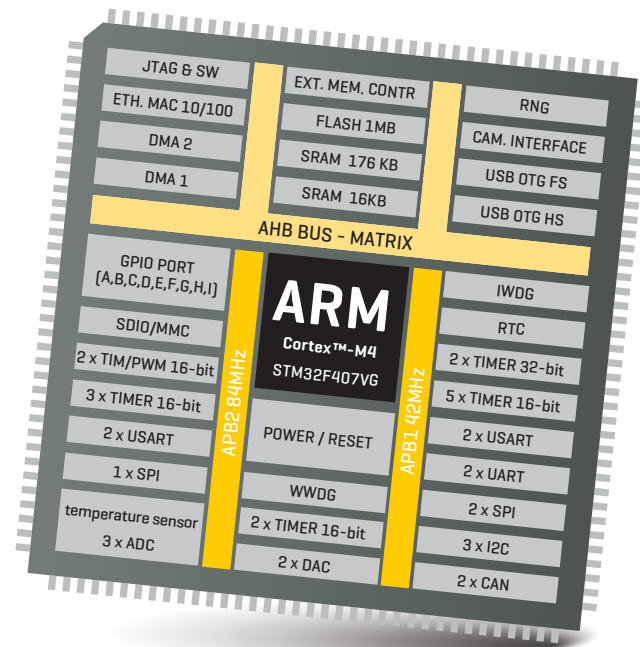 JTAG & SW
ETH. MAC 10/100
DMA 2
DMA 1
EXT. MEM. CONTR
FLASH 1MB
SRAM 176 KB
SRAM 16KB
RNG
CAM. INTERFACE
USB OTG FS
USB OTG HS
AHB BUS - MATRIX
GPIO PORT
(A,B,C,D,E,F,G,H,I)
SDIO/MMC
2 x TIM/PWM 16-bit
3 x TIMER 16-bit
2 x USART
1 x SPI
temperature sensor
3 x ADC
APB2 84MHz
ARM
Cortex™-M4
STM32F407VG
POWER / RESET
WWDG
2 x TIMER 16-bit
2 x DAC
APB1 42MHz
IWDG
RTC
2 x TIMER 32-bit
5 x TIMER 16-bit
2 x USART
2 x UART
2 x SPI
3 x I2C
2 x CAN